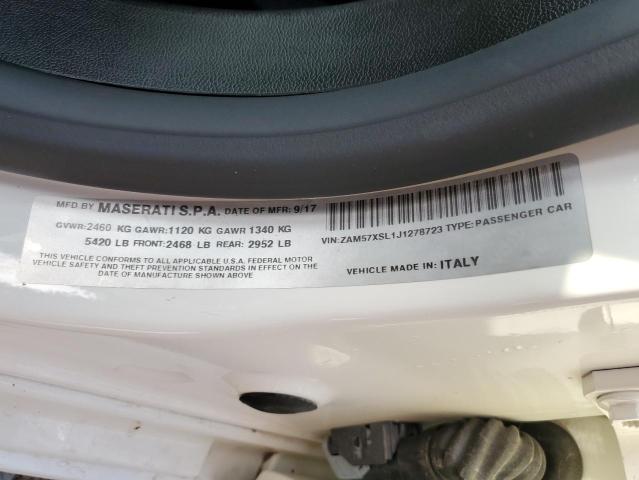 MFD.BY MASERATI S.P.A. DATE OF MFR: 9/17
GVWR:2460 KG GAWR:1120 KG GAWR 1340 KG
5420 LB FRONT:2468 LB REAR: 2952 LB
THIS VEHICLE CONFORMS TO ALL APPLICABLE U.S.A. FEDERAL MOTOR
VEHICLE SAFETY AND THEFT PREVENTION STANDARDS IN EFFECT ON THE
DATE OF MANUFACTURE SHOWN ABOVE
VIN:ZAM57XSL1J1278723 TYPE: PASSENGER CAR
VEHICLE MADE IN: ITALY